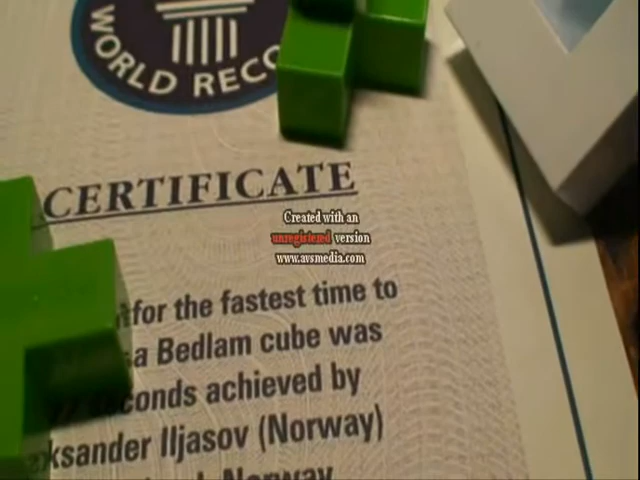 WORLD RECO
CERTIFICATE
Created with an
unregistered version
www.avsmedia.com
for the fastest time to
a Bedlam cube was
conds achieved by
ksander Iljasov (Norway)
Norway